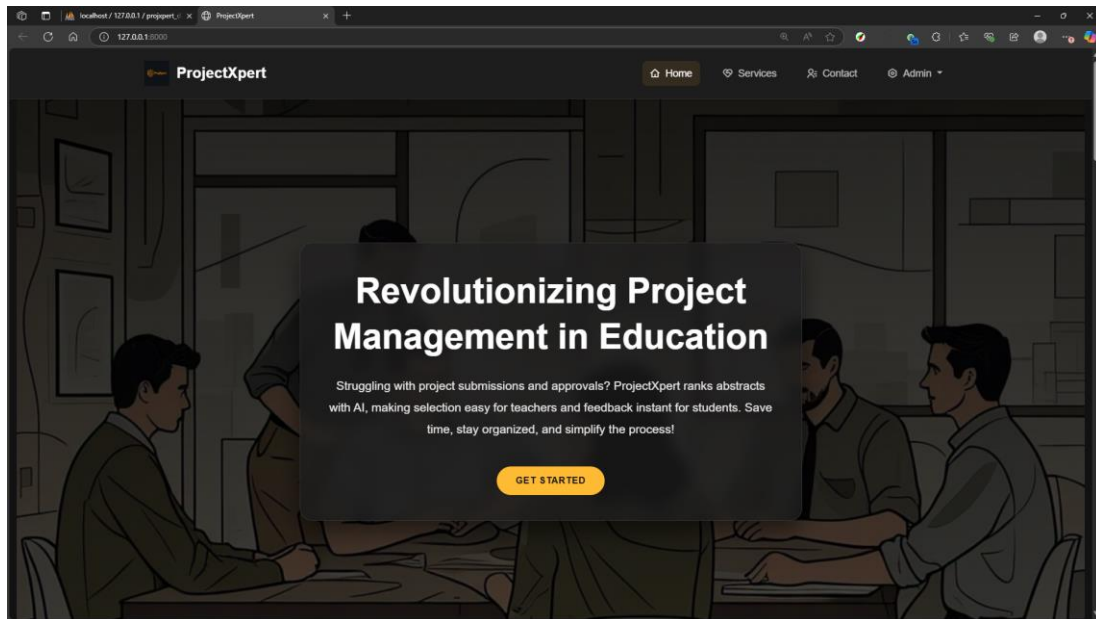 localhost / 127.0.0.1 / projxpert_
ProjectXpert
127.0.0.1:8000
ProjectXpert
Home
Services
Contact
Admin
Revolutionizing Project
Management in Education
Struggling with project submissions and approvals? ProjectXpert ranks abstracts
with AI, making selection easy for teachers and feedback instant for students. Save
time, stay organized, and simplify the process!
GET STARTED